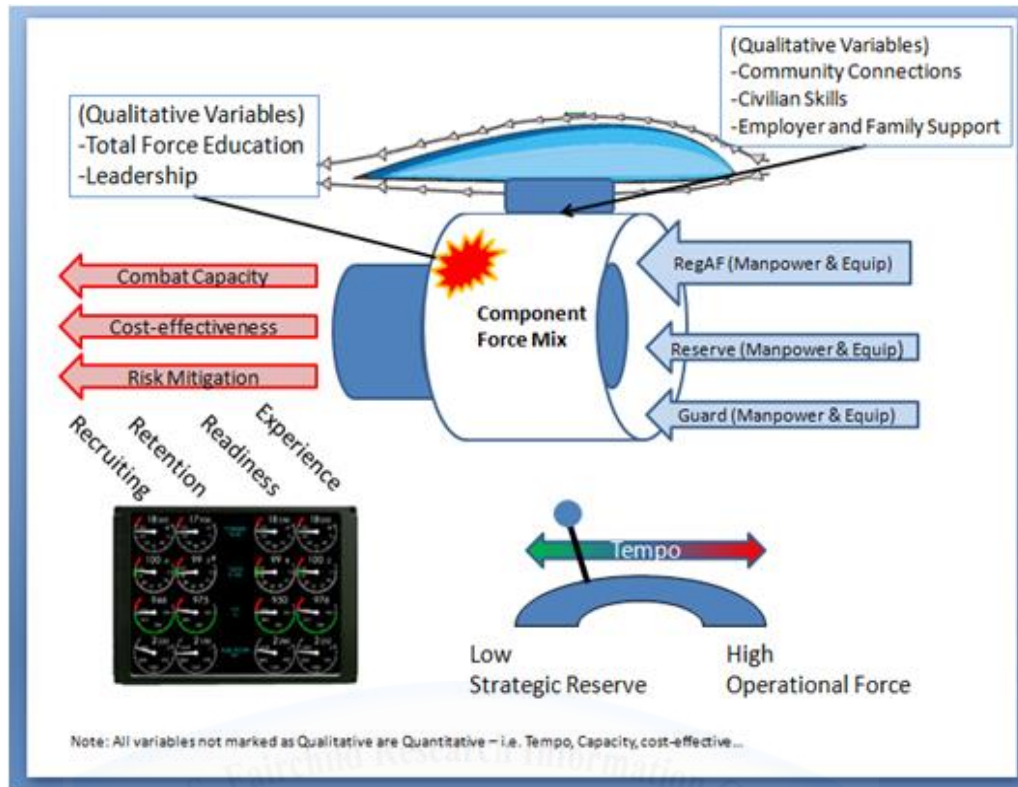 (Qualitative Variables)
-Community Connections
-Civilian Skills
-Employer and Family Support
(Qualitative Variables)
-Total Force Education
-Leadership
Combat Capacity
Cost-effectiveness
Risk Mitigation
Component
Force Mix
RegAF (Manpower & Equip)
Reserve (Manpower & Equip)
Guard (Manpower & Equip)
Recruiting
Retention
Readiness
Experience
Tempo
Low
Strategic Reserve
High
Operational Force
Note: All variables not marked as Qualitative are Quantitative – i.e. Tempo, Capacity, cost-effective...
Fairchild Research Information